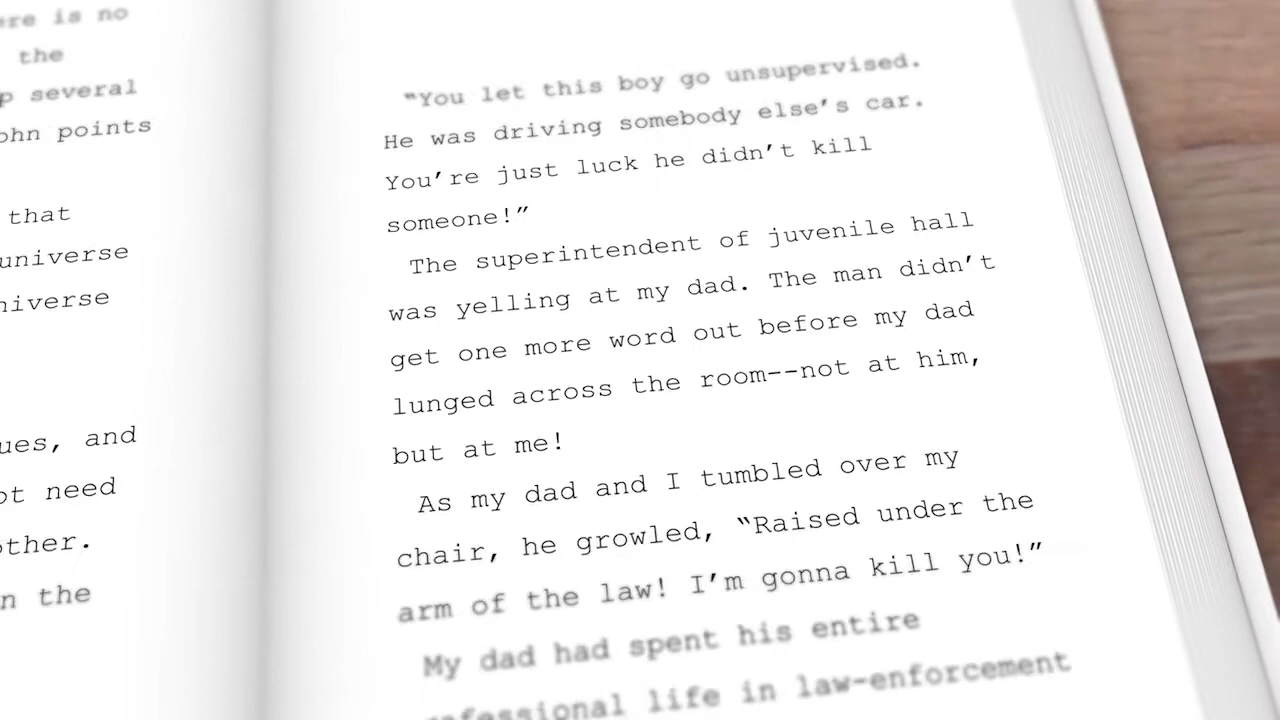 ere is no
the
p several
ohn points
that
universe
niverse
ues, and
ot need
other.
n the
"You let this boy go unsupervised.
He was driving somebody else's car.
You're just luck he didn't kill
someone!"
The superintendent of juvenile hall
was yelling at my dad. The man didn't
get one more word out before my dad
lunged across the room--not at him,
but at me!
As my dad and I tumbled over my
chair, he growled, "Raised under the
arm of the law! I'm gonna kill you!"
My dad had spent his entire
ofessional life in law-enforcement